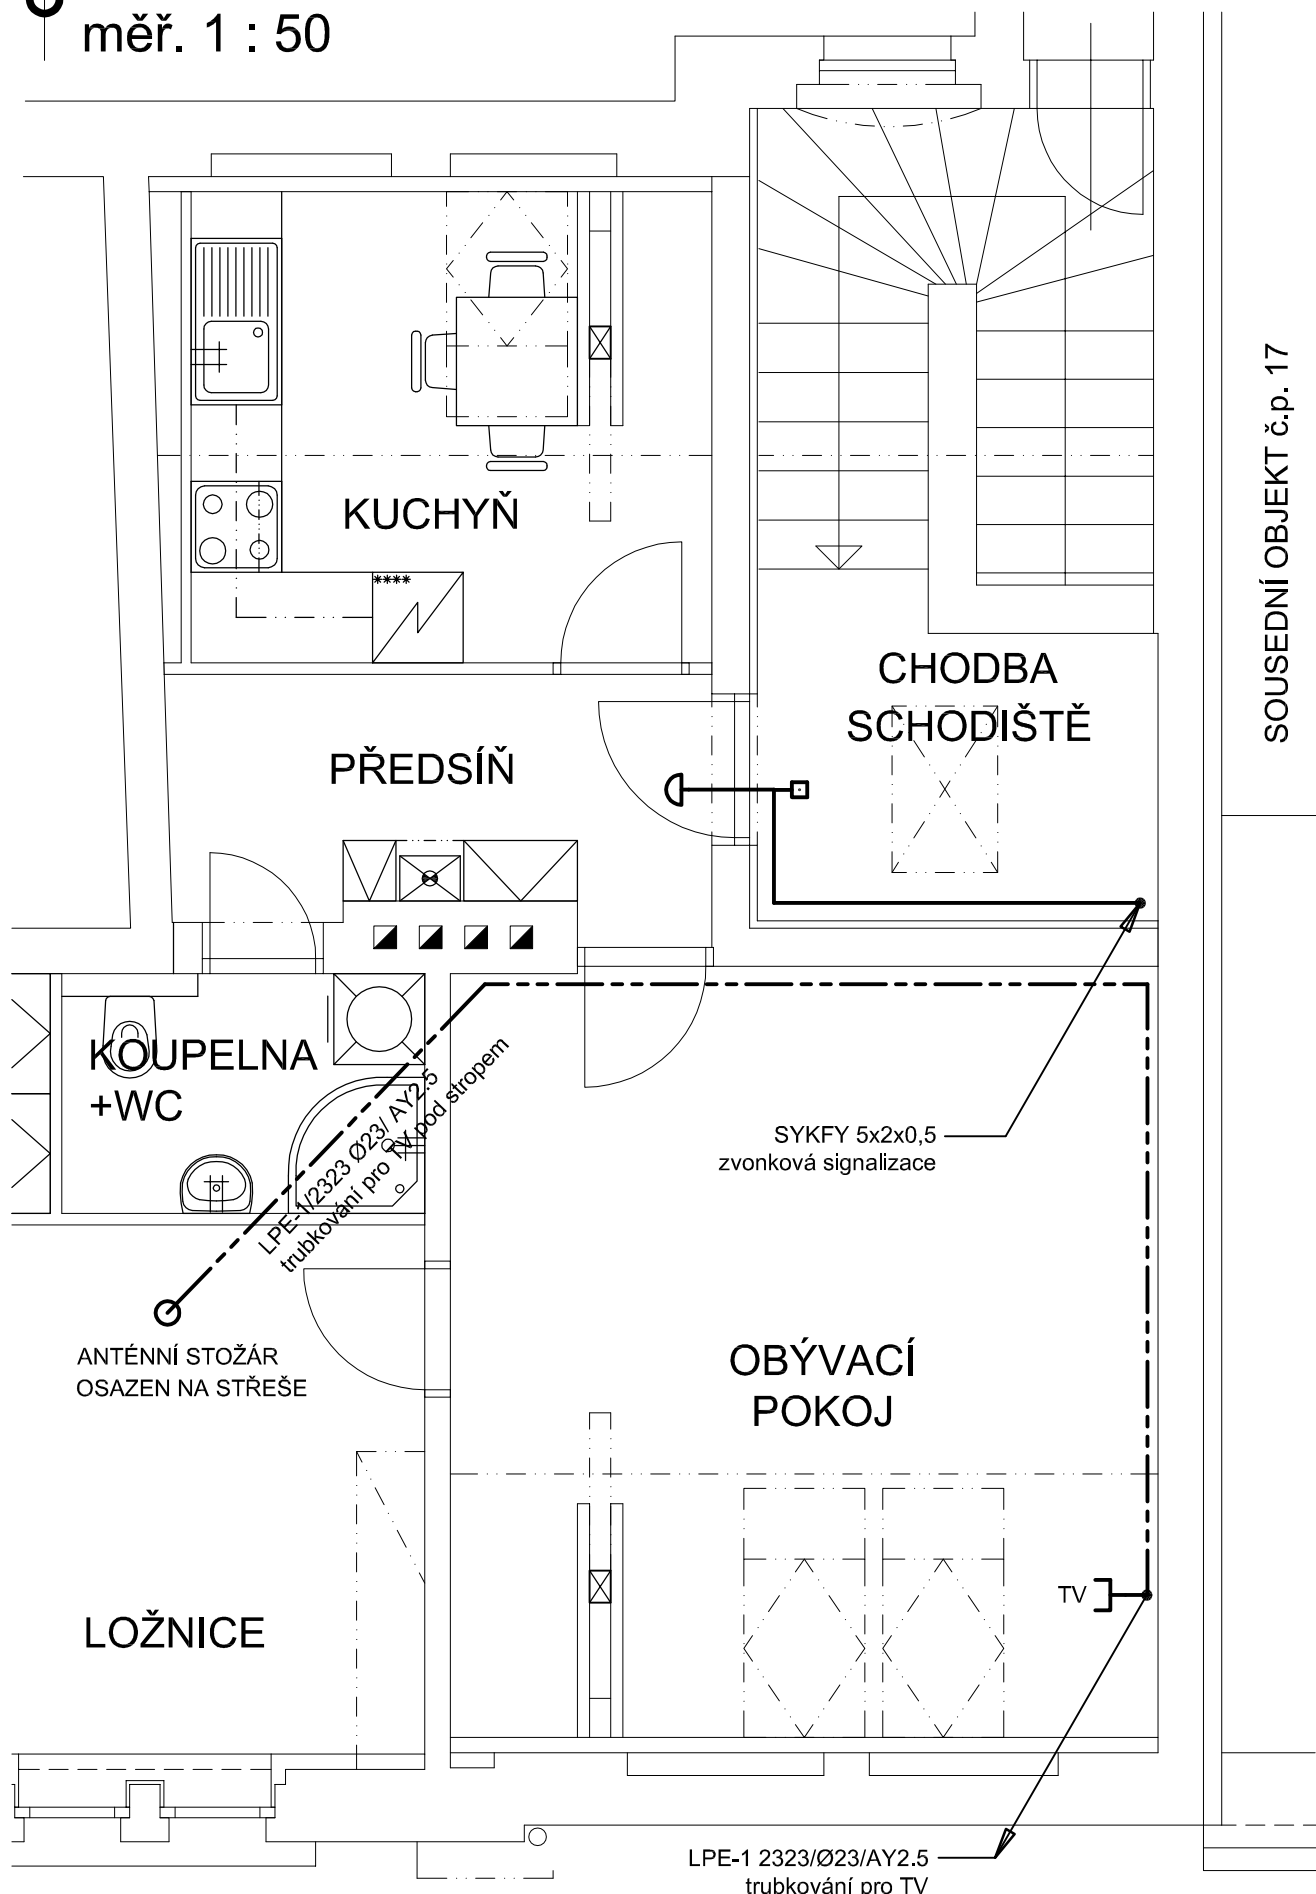 měř. 1 : 50
KUCHYŇ
****
CHODBA
SCHODIŠTĚ
SOUSEDNÍ OBJEKT č.p. 17
PŘEDSÍŇ
KOUPELNA
+WC
LPE-1/2323 Ø23/ AY2.5
trubkování pro TV pod stropem
SYKFY 5x2x0,5
zvonková signalizace
ANTÉNNÍ STOŽÁR
OSAZEN NA STŘEŠE
OBÝVACÍ
POKOJ
TV
LOŽNICE
LPE-1 2323/Ø23/AY2.5
trubkování pro TV